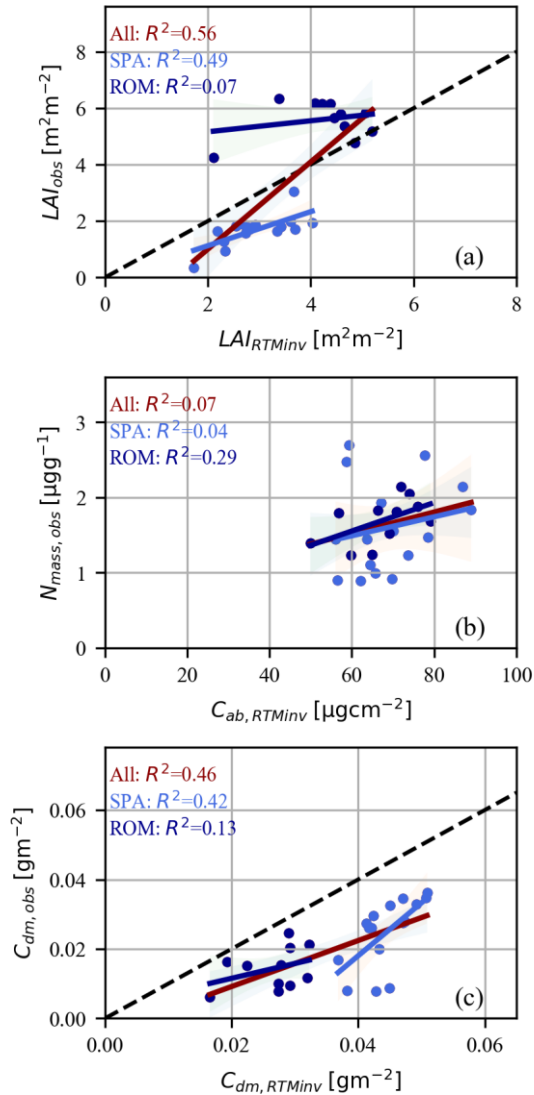 All: R²=0.56
SPA: R²=0.49
ROM: R²=0.07
8
6
4
2
0
LAI_obs [m²m⁻²]
(a)
0 2 4 6 8
LAI_RTMinv [m²m⁻²]
All: R²=0.07
SPA: R²=0.04
ROM: R²=0.29
3
2
1
0
N_mass,obs [µgg⁻¹]
(b)
0 20 40 60 80 100
C_ab,RTMinv [µgcm⁻²]
All: R²=0.46
SPA: R²=0.42
ROM: R²=0.13
0.06
0.04
0.02
0.00
C_dm,obs [gm⁻²]
(c)
0.00 0.02 0.04 0.06
C_dm,RTMinv [gm⁻²]